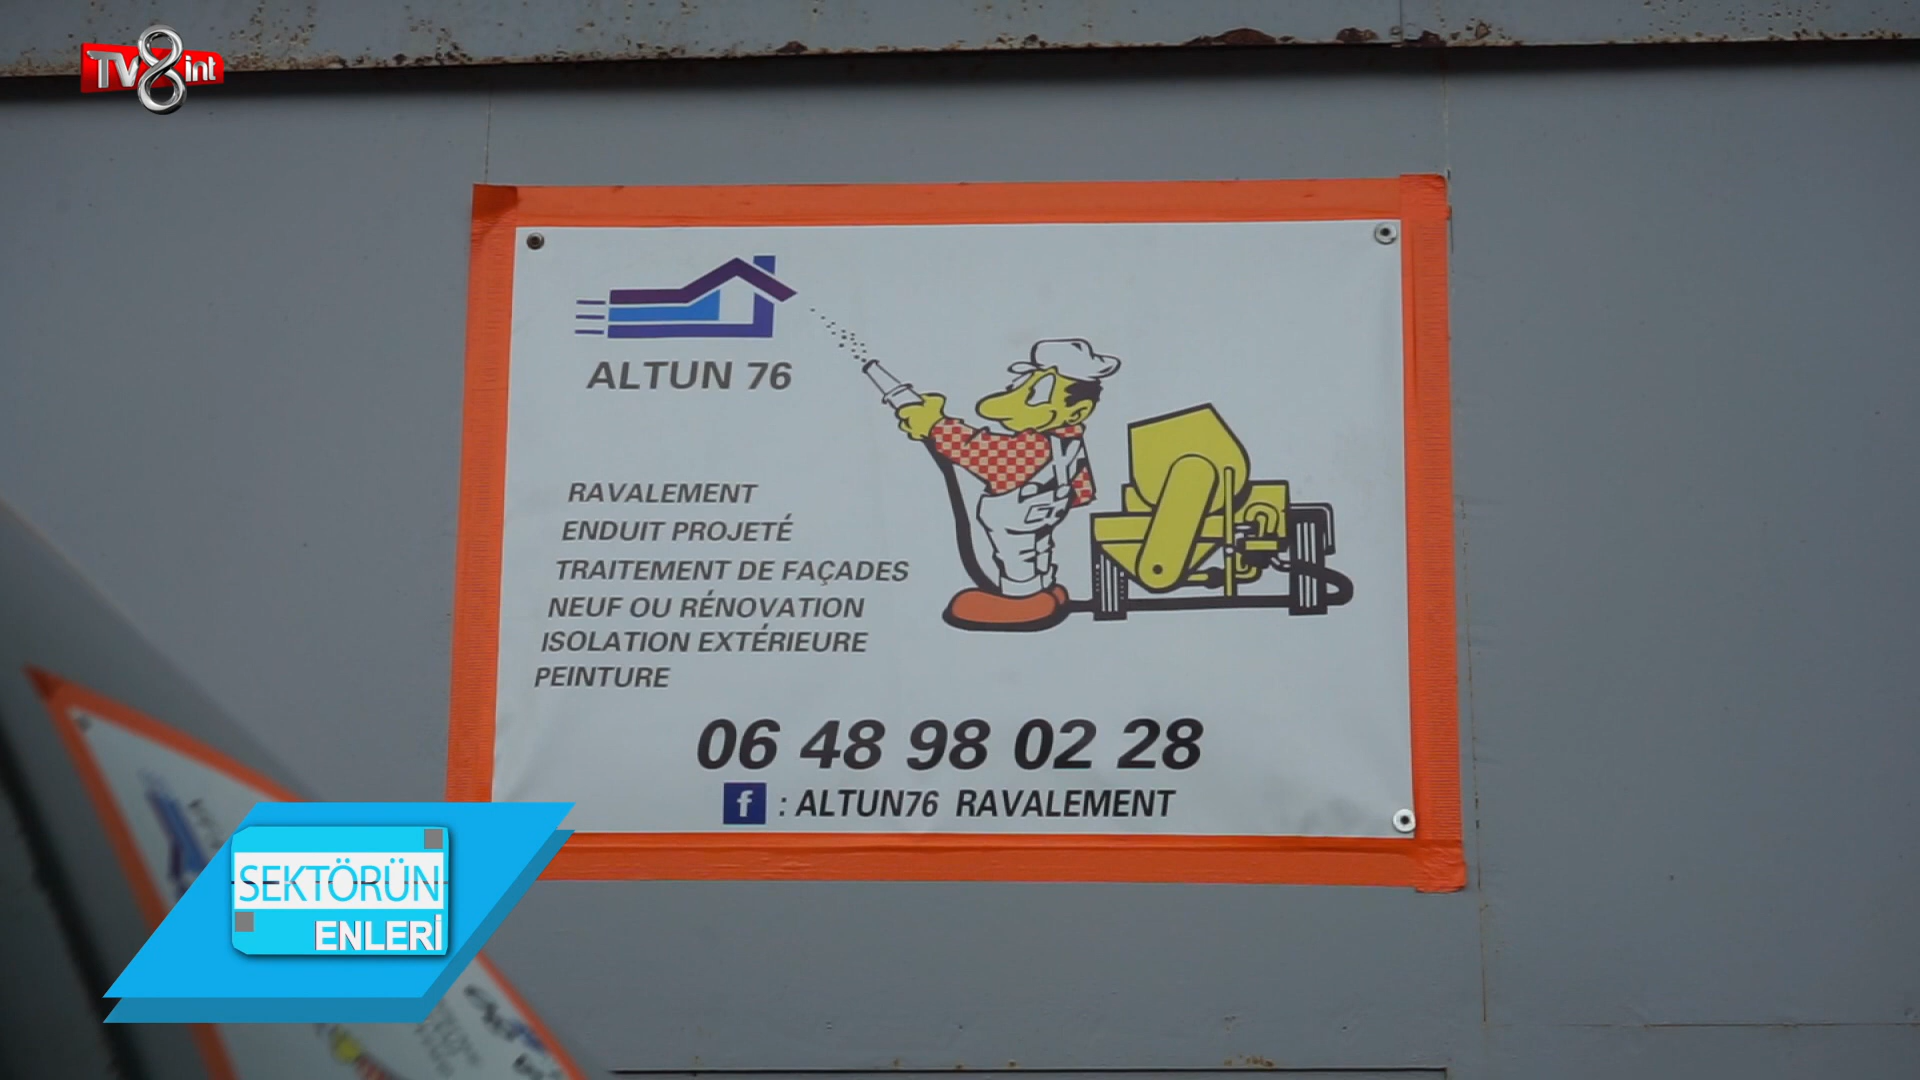 TV8int
ALTUN 76
RAVALEMENT
ENDUIT PROJETÉ
TRAITEMENT DE FAÇADES
NEUF OU RÉNOVATION
ISOLATION EXTÉRIEURE
PEINTURE
06 48 98 02 28
f : ALTUN76 RAVALEMENT
SEKTÖRÜN
ENLERİ